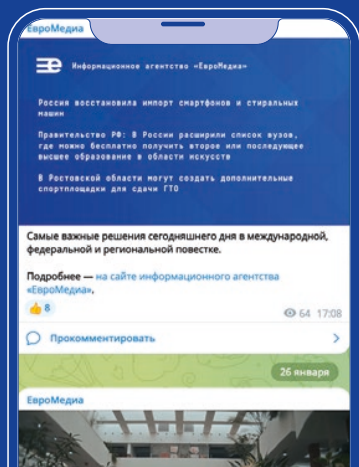 ЕвроМедиа
Информационное агентство «ЕвроМедиа»
Россия восстановила импорт смартфонов и стиральных
машин
Правительство РФ: В России расширили список вузов,
где можно бесплатно получить второе или последующее
высшее образование в области искусств
В Ростовской области могут создать дополнительные
спортплощадки для сдачи ГТО
Самые важные решения сегодняшнего дня в международной,
федеральной и региональной повестке.
Подробнее — на сайте информационного агентства
«ЕвроМедиа».
8
64 17:08
Прокомментировать
26 января
ЕвроМедиа